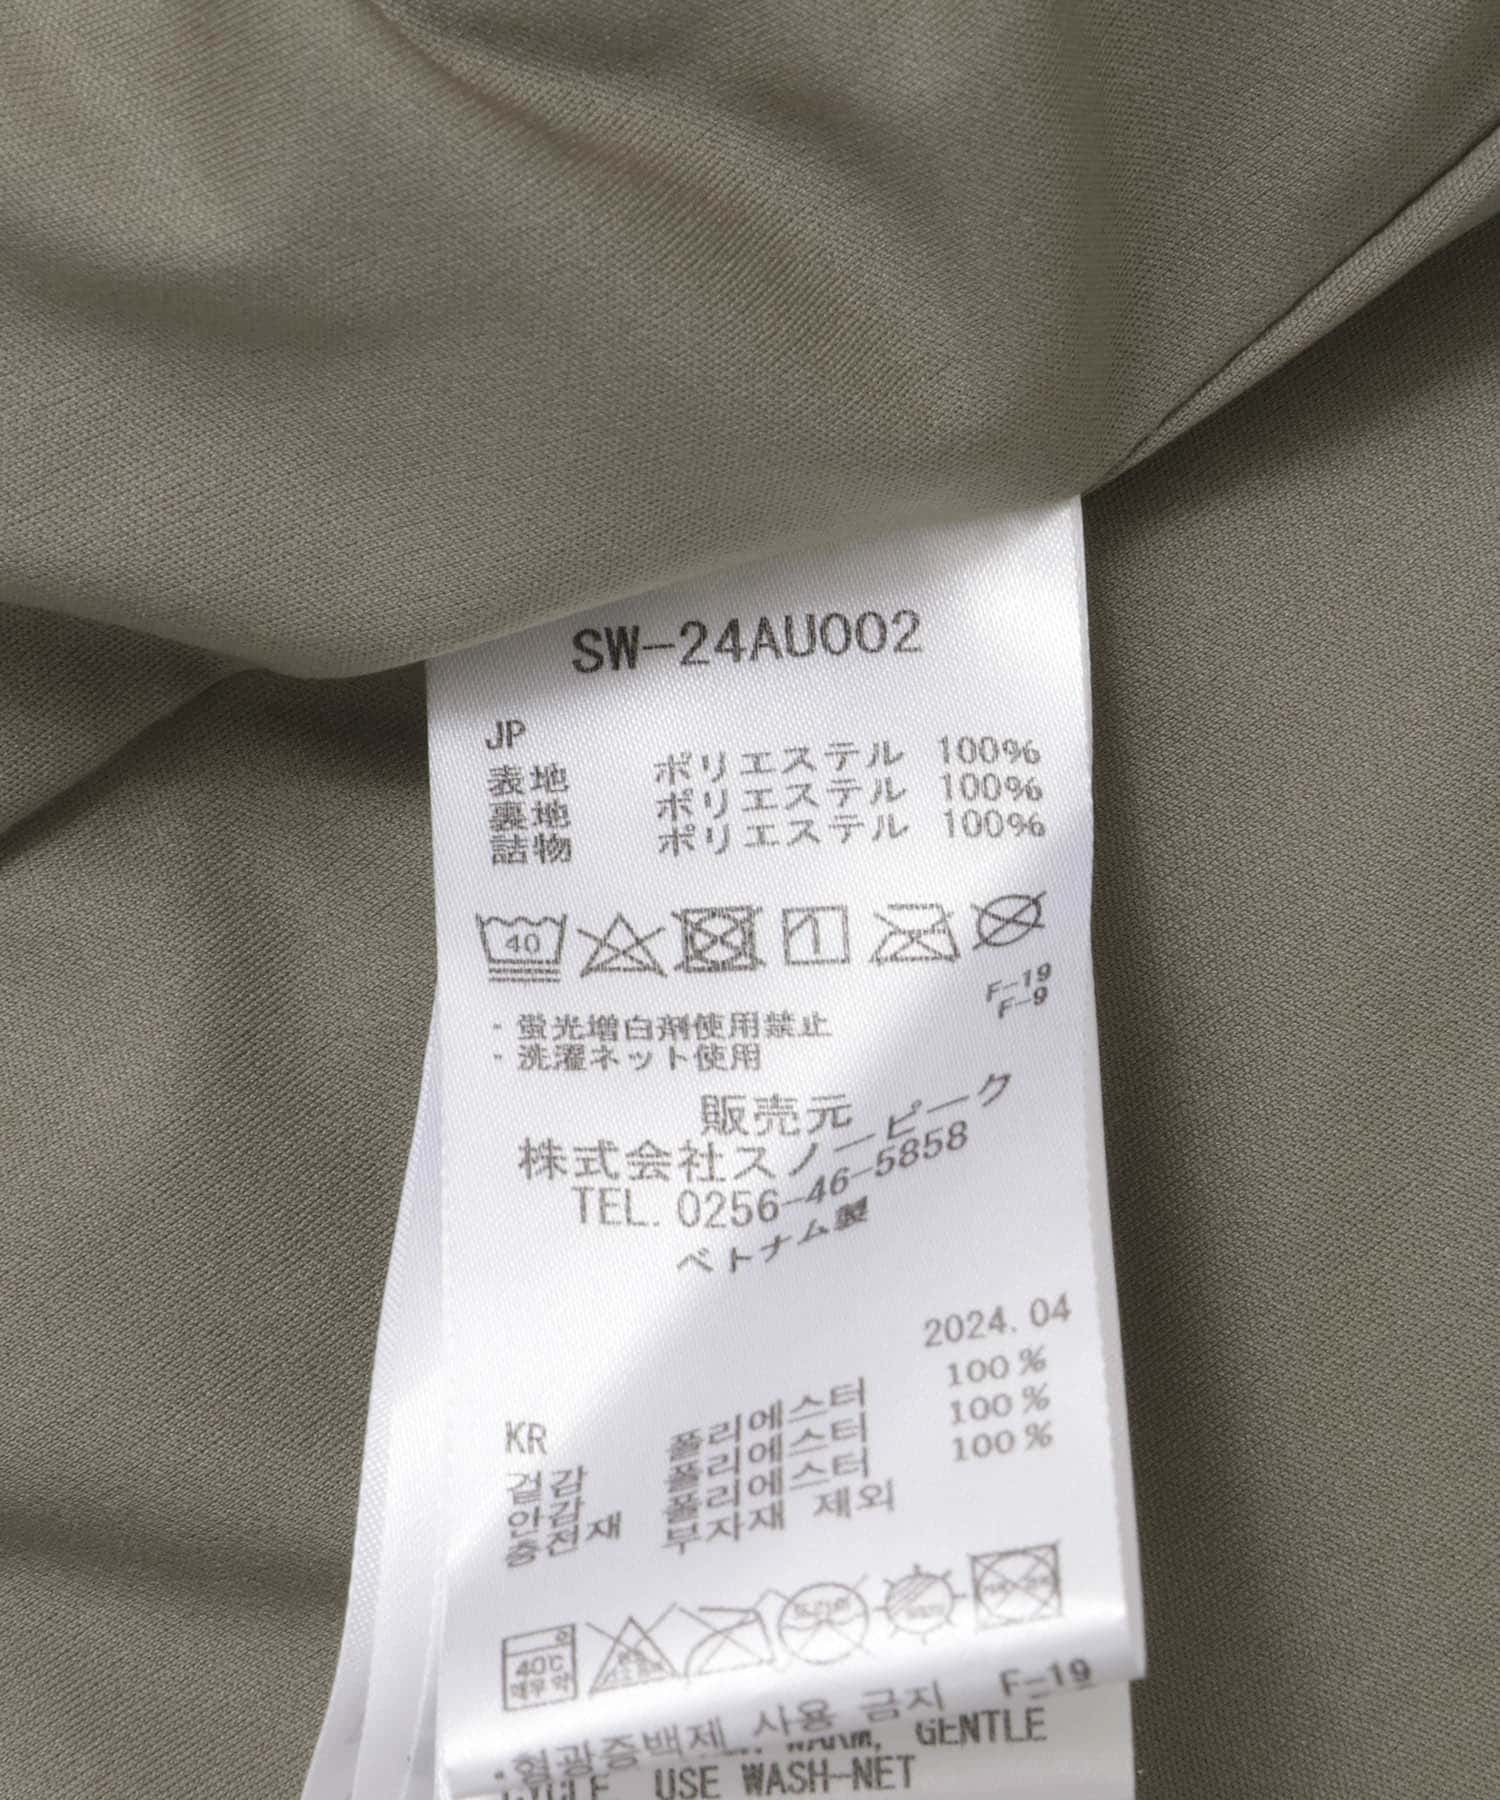 SW-24AU002
JP
表地 ポリエステル 100%
裏地 ポリエステル 100%
詰物 ポリエステル 100%
40
F-19
F-9
・蛍光増白剤使用禁止
・洗濯ネット使用
販売元
株式会社スノーピーク
TEL. 0256-46-5858
ベトナム製
2024.04
KR
겉감 폴리에스터 100%
안감 폴리에스터 100%
충전재 폴리에스터 100%
부자재 제외
40℃
F-19
·형광증백제 사용 금지
WARM, GENTLE
CYCLE USE WASH-NET